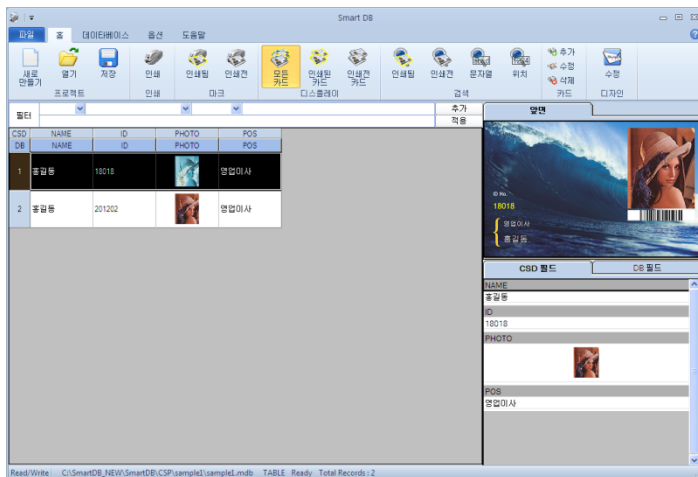 Smart DB
파일 홈 데이터베이스 옵션 도움말
새로 만들기 열기 저장 인쇄 인쇄됨 인쇄전 모든 카드 인쇄된 카드 인쇄전 카드 인쇄됨 인쇄전 문자열 위치 추가 수정 삭제 수정
프로젝트 인쇄 마크 디스플레이 검색 카드 디자인
필터 추가
적용
CSD NAME ID PHOTO POS
DB NAME ID PHOTO POS
1 홍길동 18018 영업이사
2 홍길동 201202 영업이사
앞면
ID No.
18018
영업이사
홍길동
CSD 필드 DB 필드
NAME
홍길동
ID
18018
PHOTO
POS
영업이사
Read/Write C:\SmartDB_NEW\SmartDB\CSP\sample1\sample1.mdb TABLE Ready Total Records : 2